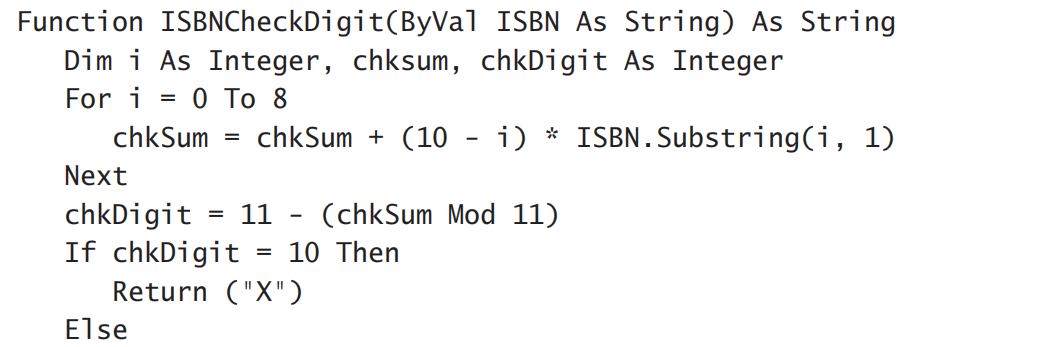 Function ISBNCheckDigit(ByVal ISBN As String) As String
Dim i As Integer, chksum, chkDigit As Integer
For i = 0 To 8
chkSum = chkSum + (10 - i) * ISBN.Substring(i, 1)
Next
chkDigit = 11 - (chkSum Mod 11)
If chkDigit = 10 Then
Return ("X")
Else